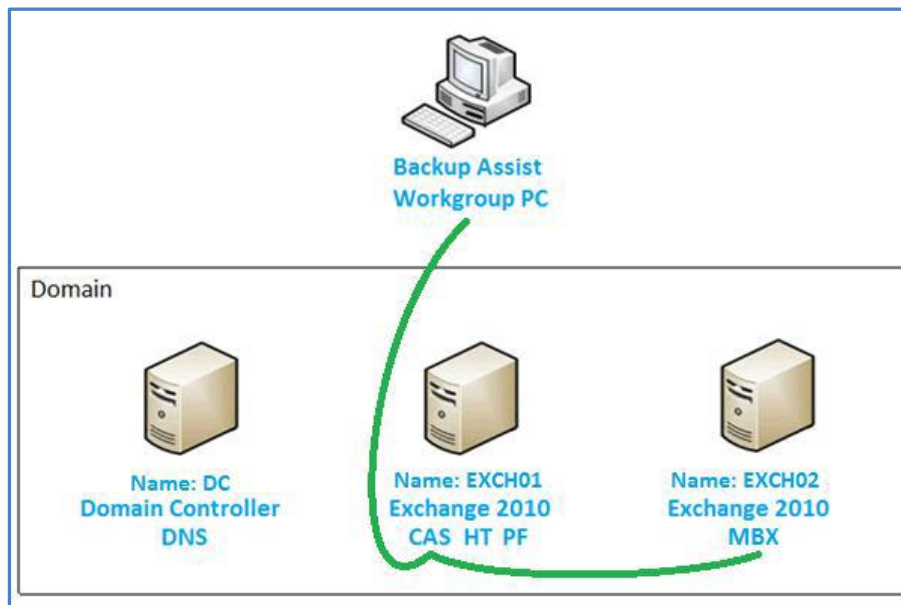 Backup Assist
Workgroup PC
Domain
Name: DC
Domain Controller
DNS
Name: EXCH01
Exchange 2010
CAS HT PF
Name: EXCH02
Exchange 2010
MBX